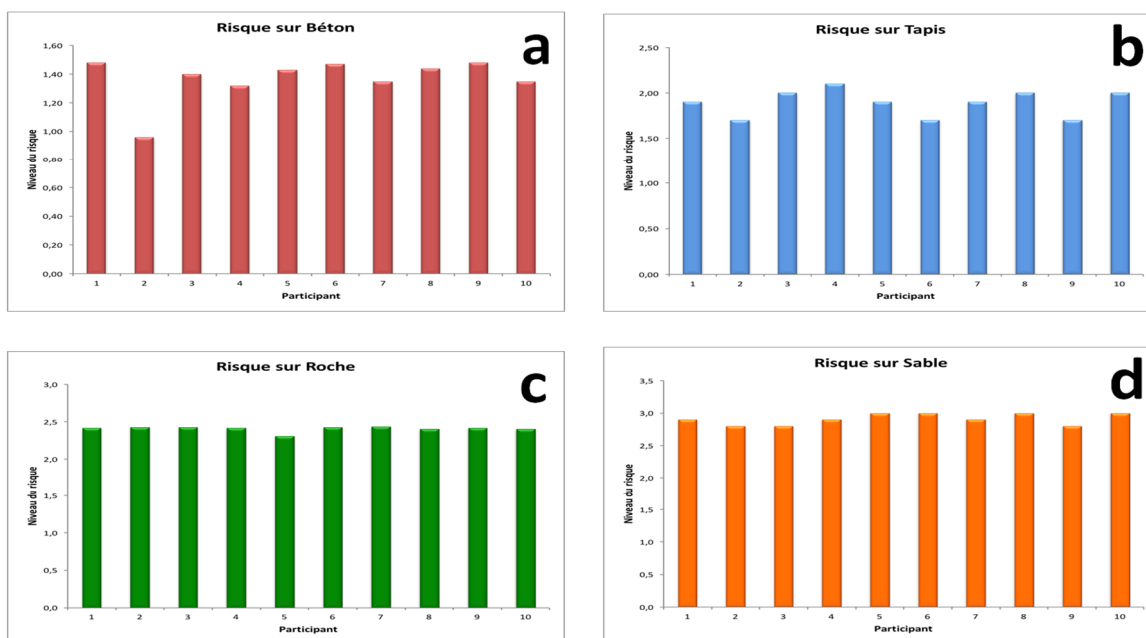 Risque sur Béton
a
1,60
1,40
1,20
1,00
0,80
0,60
0,40
0,20
0,00
Niveau du risque
1 2 3 4 5 6 7 8 9 10
Participant
Risque sur Tapis
b
2,50
2,00
1,50
1,00
0,50
0,00
Niveau du risque
1 2 3 4 5 6 7 8 9 10
Participant
Risque sur Roche
c
3,0
2,5
2,0
1,5
1,0
0,5
0,0
Niveau du risque
1 2 3 4 5 6 7 8 9 10
Participant
Risque sur Sable
d
3,5
3,0
2,5
2,0
1,5
1,0
0,5
0,0
Niveau du risque
1 2 3 4 5 6 7 8 9 10
Participant